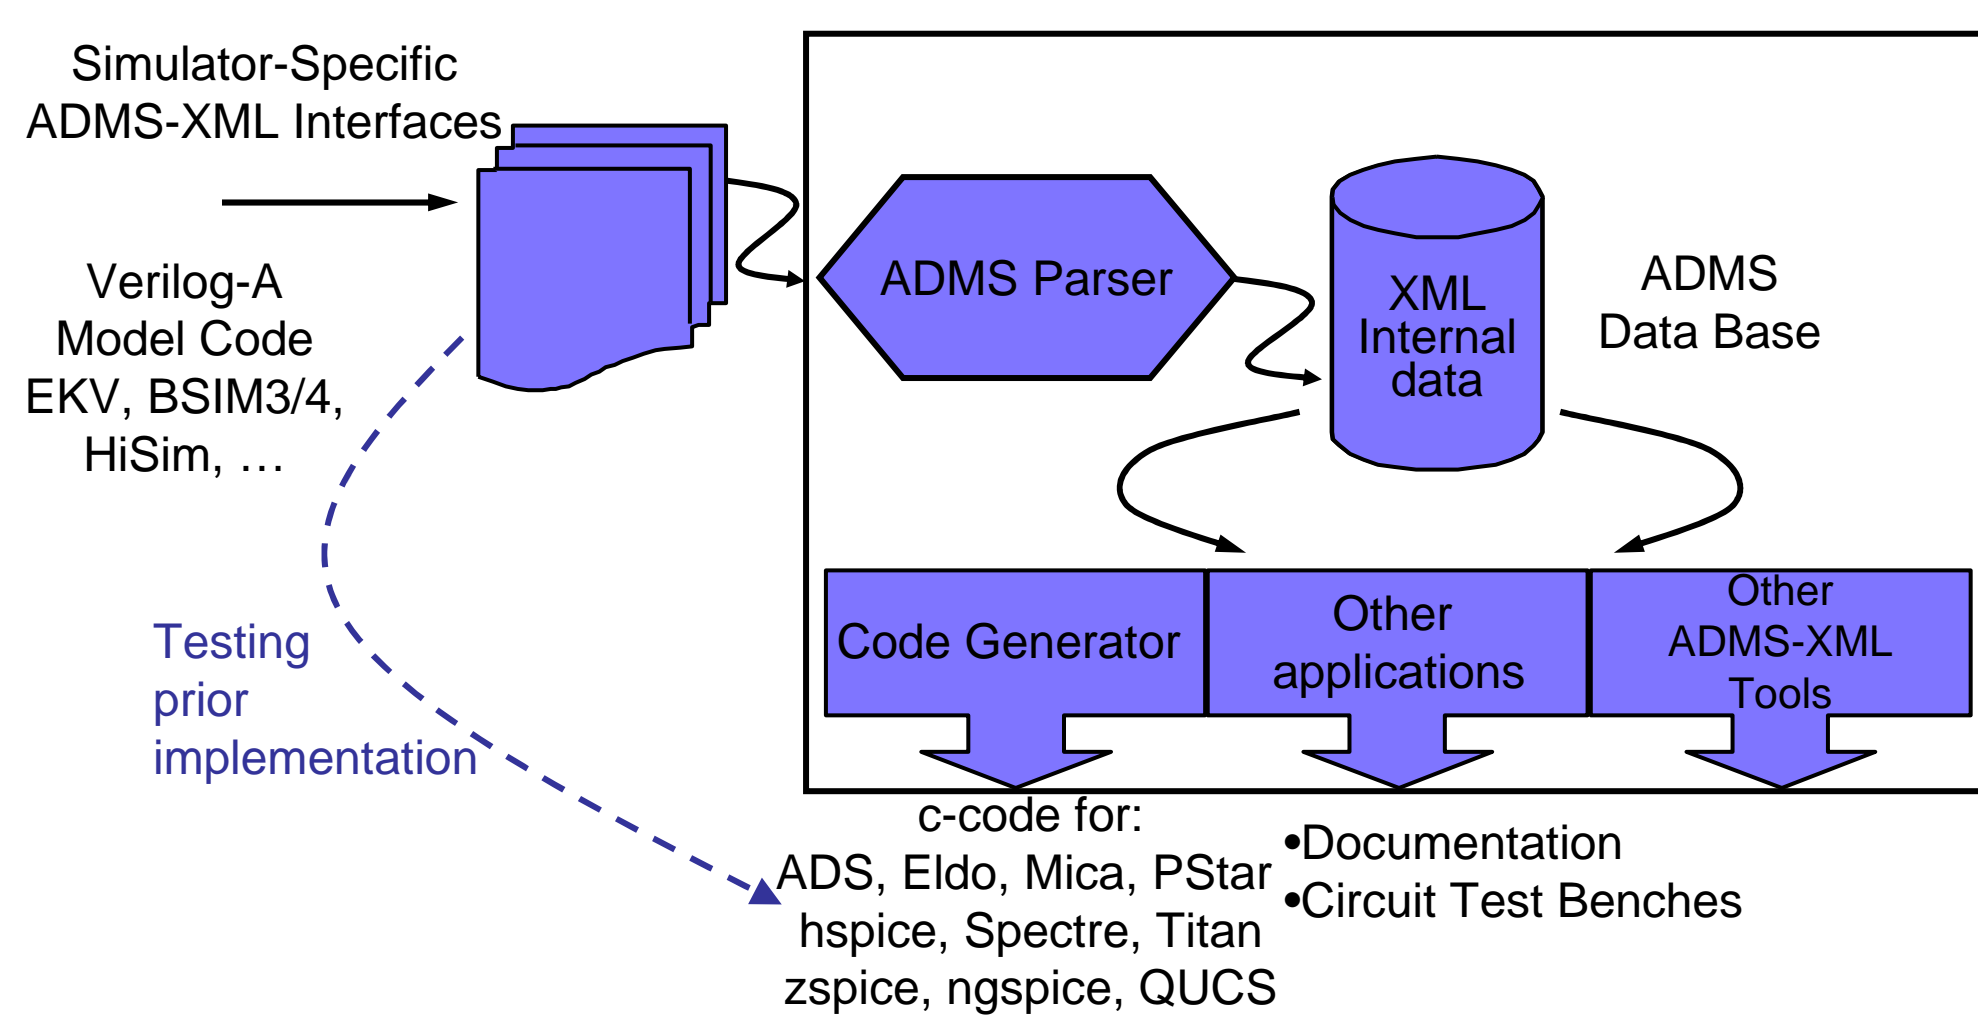 Simulator-Specific
ADMS-XML Interfaces
Verilog-A
Model Code
EKV, BSIM3/4,
HiSim, …
ADMS Parser
XML
Internal
data
ADMS
Data Base
Testing
prior
implementation
Code Generator
Other
applications
Other
ADMS-XML
Tools
c-code for:
ADS, Eldo, Mica, PStar
hspice, Spectre, Titan
zspice, ngspice, QUCS
•Documentation
•Circuit Test Benches